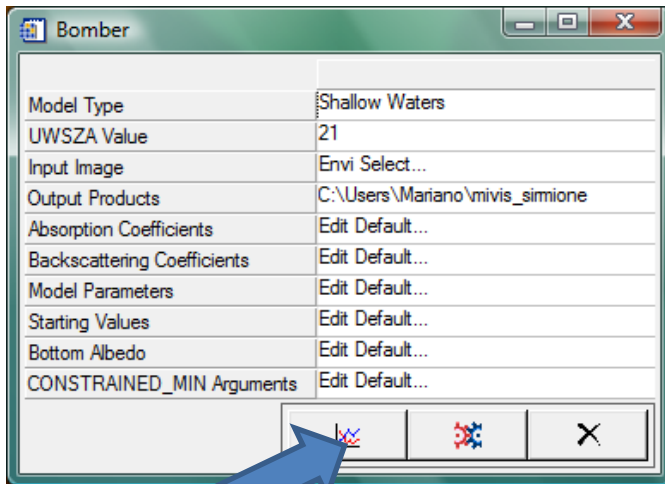 Bomber
Model Type Shallow Waters
UWSZA Value 21
Input Image Envi Select...
Output Products C:\Users\Mariano\mivis_sirmione
Absorption Coefficients Edit Default...
Backscattering Coefficients Edit Default...
Model Parameters Edit Default...
Starting Values Edit Default...
Bottom Albedo Edit Default...
CONSTRAINED_MIN Arguments Edit Default...